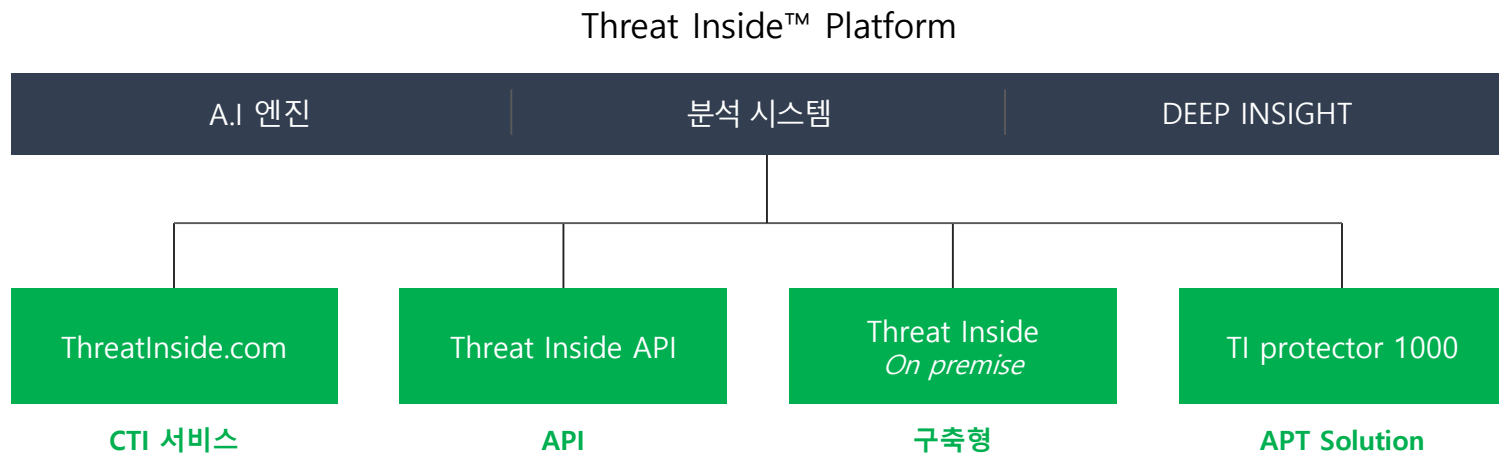 Threat Inside™ Platform
A.I 엔진
분석 시스템
DEEP INSIGHT
ThreatInside.com
Threat Inside API
Threat Inside
On premise
TI protector 1000
CTI 서비스
API
구축형
APT Solution